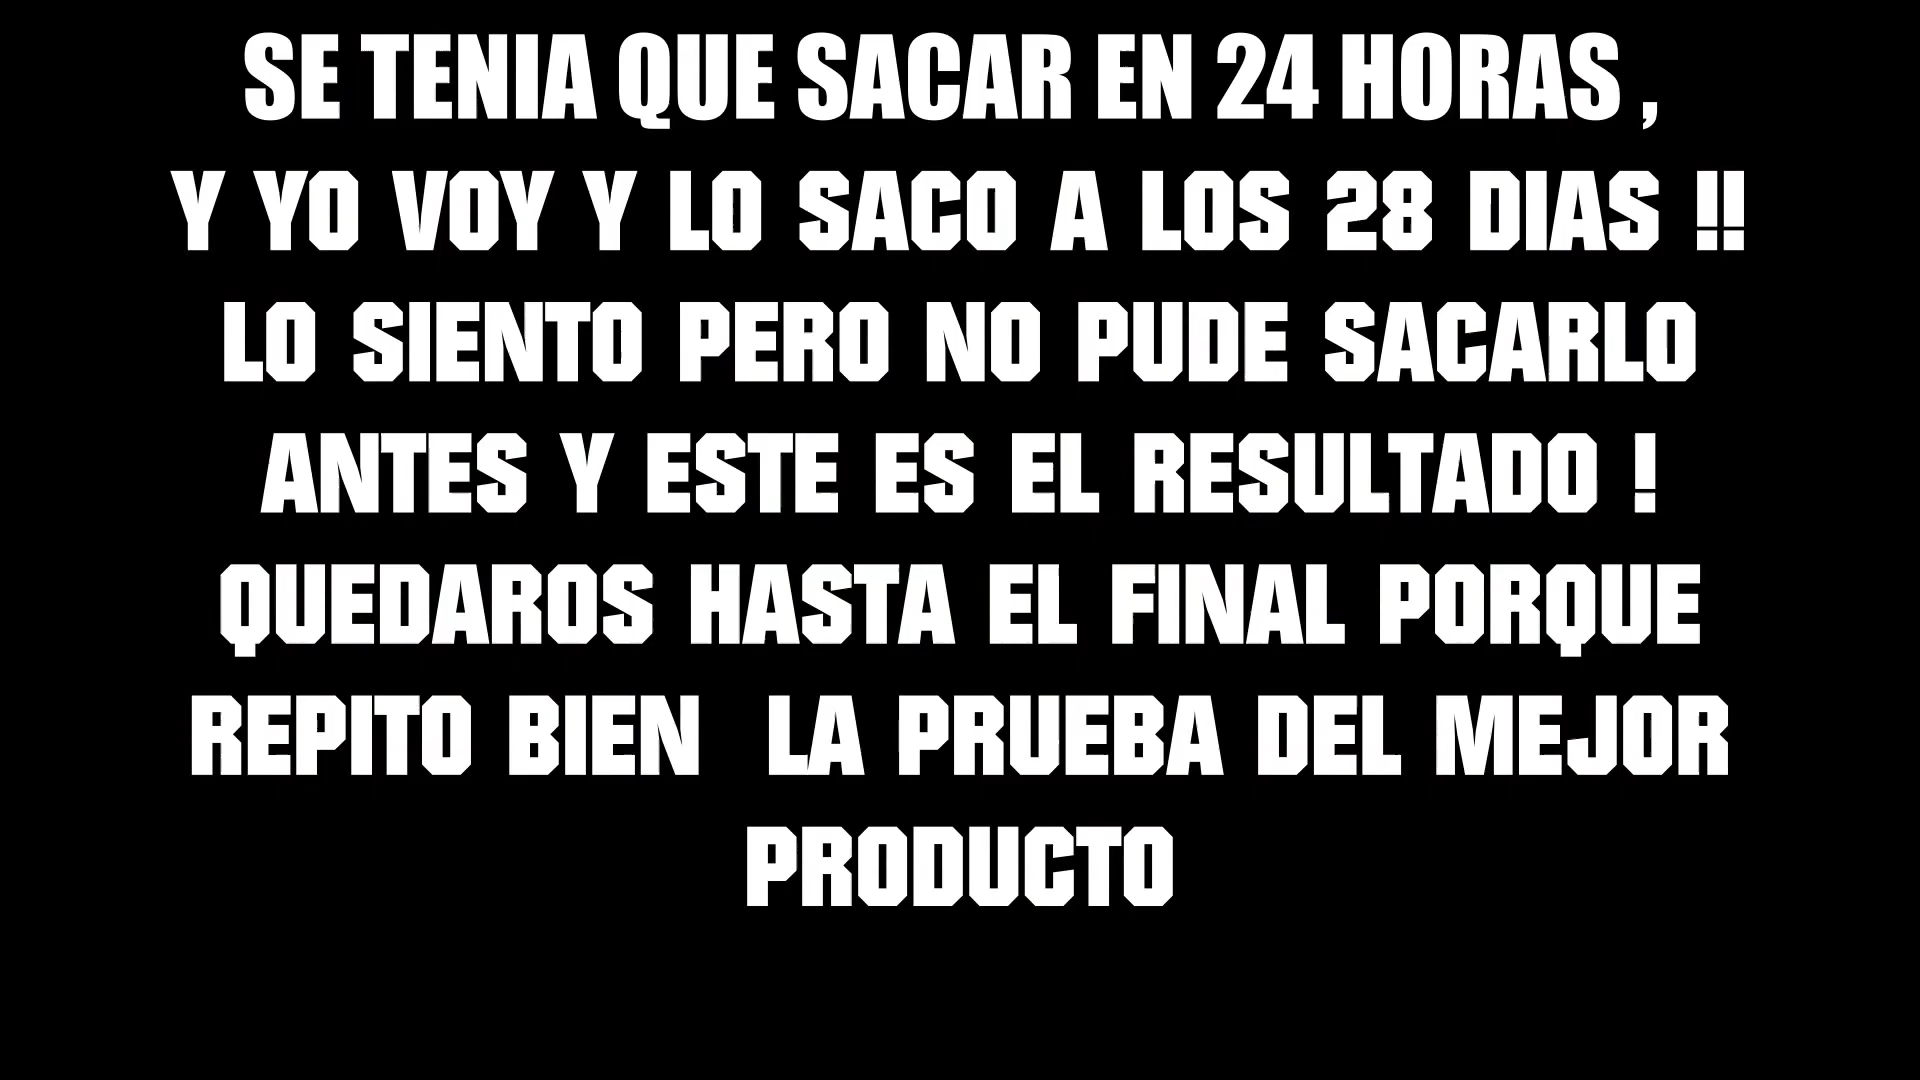 SE TENIA QUE SACAR EN 24 HORAS ,
Y YO VOY Y LO SACO A LOS 28 DIAS !!
LO SIENTO PERO NO PUDE SACARLO
ANTES Y ESTE ES EL RESULTADO !
QUEDAROS HASTA EL FINAL PORQUE
REPITO BIEN  LA PRUEBA DEL MEJOR
PRODUCTO